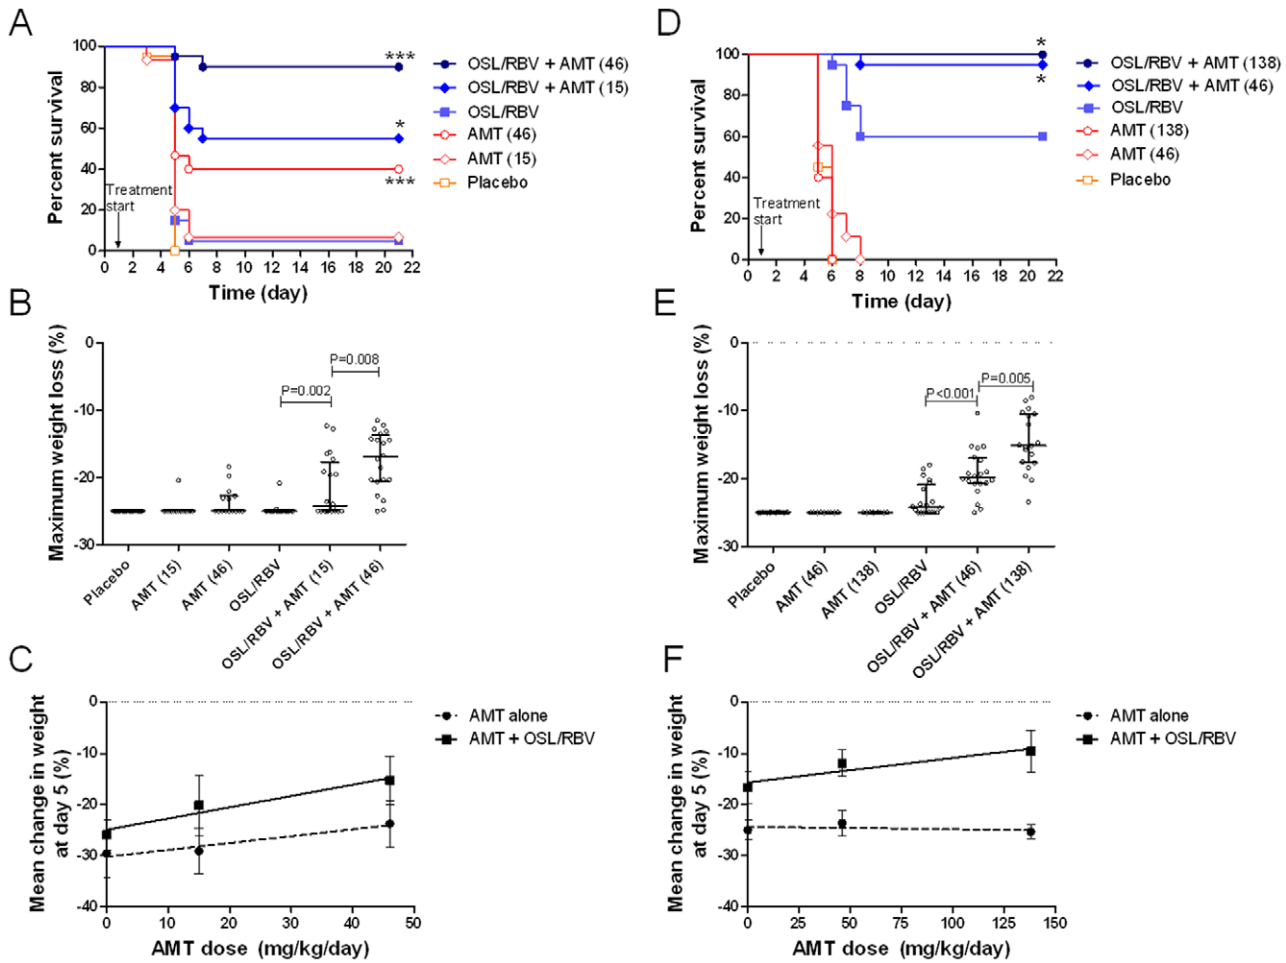 A
Percent survival
100
80
60
40
20
0
Treatment
start
***
*
***
0 2 4 6 8 10 12 14 16 18 20 22
Time (day)
OSL/RBV + AMT (46)
OSL/RBV + AMT (15)
OSL/RBV
AMT (46)
AMT (15)
Placebo
D
Percent survival
100
80
60
40
20
0
Treatment
start
*
*
0 2 4 6 8 10 12 14 16 18 20 22
Time (day)
OSL/RBV + AMT (138)
OSL/RBV + AMT (46)
OSL/RBV
AMT (138)
AMT (46)
Placebo
B
Maximum weight loss (%)
0
-10
-20
-30
P=0.008
P=0.002
Placebo
AMT (15)
AMT (46)
OSL/RBV
OSL/RBV + AMT (15)
OSL/RBV + AMT (46)
E
Maximum weight loss (%)
0
-10
-20
-30
P<0.001
P=0.005
Placebo
AMT (46)
AMT (138)
OSL/RBV
OSL/RBV + AMT (46)
OSL/RBV + AMT (138)
C
Mean change in weight
at day 5 (%)
0
-10
-20
-30
-40
0 10 20 30 40 50
AMT dose (mg/kg/day)
AMT alone
AMT + OSL/RBV
F
Mean change in weight
at day 5 (%)
0
-10
-20
-30
-40
0 25 50 75 100 125 150
AMT dose (mg/kg/day)
AMT alone
AMT + OSL/RBV